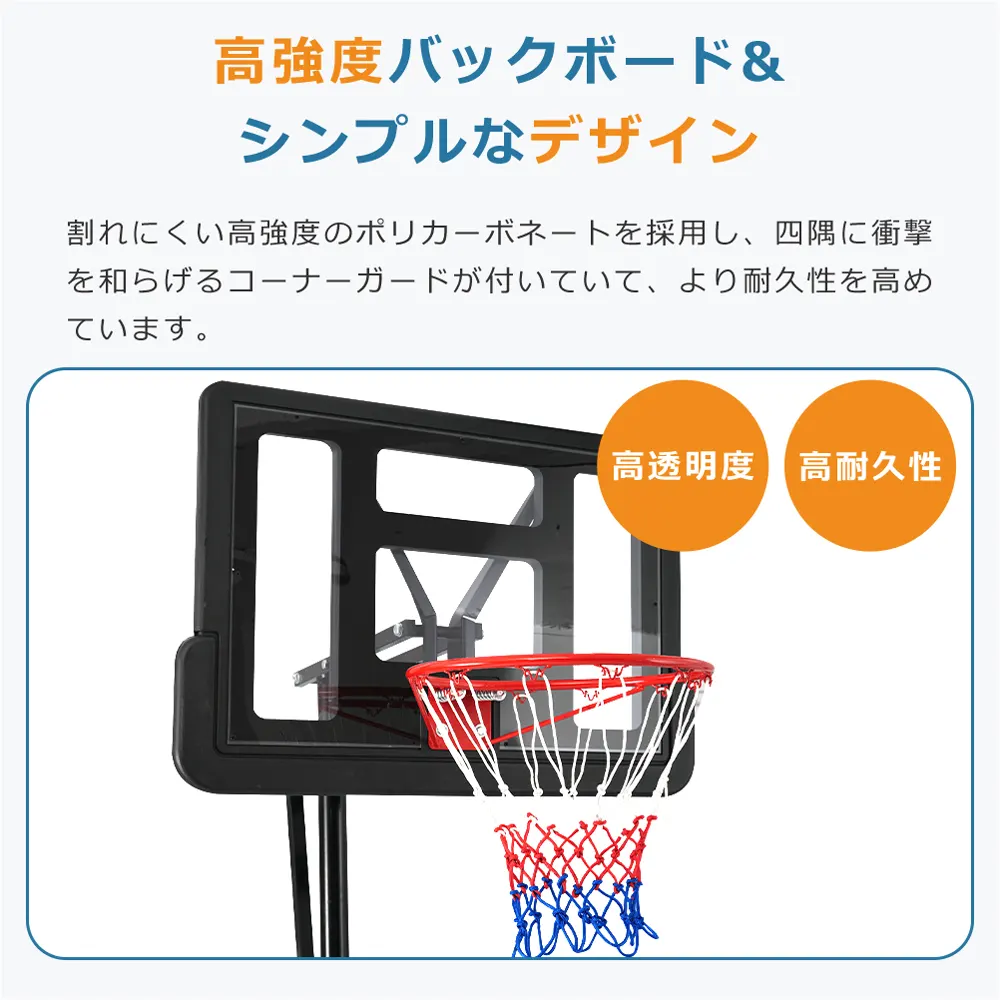 高強度バックボード&
シンプルなデザイン
割れにくい高強度のポリカーボネートを採用し、四隅に衝撃
を和らげるコーナーガードが付いていて、より耐久性を高め
ています。
高透明度
高耐久性